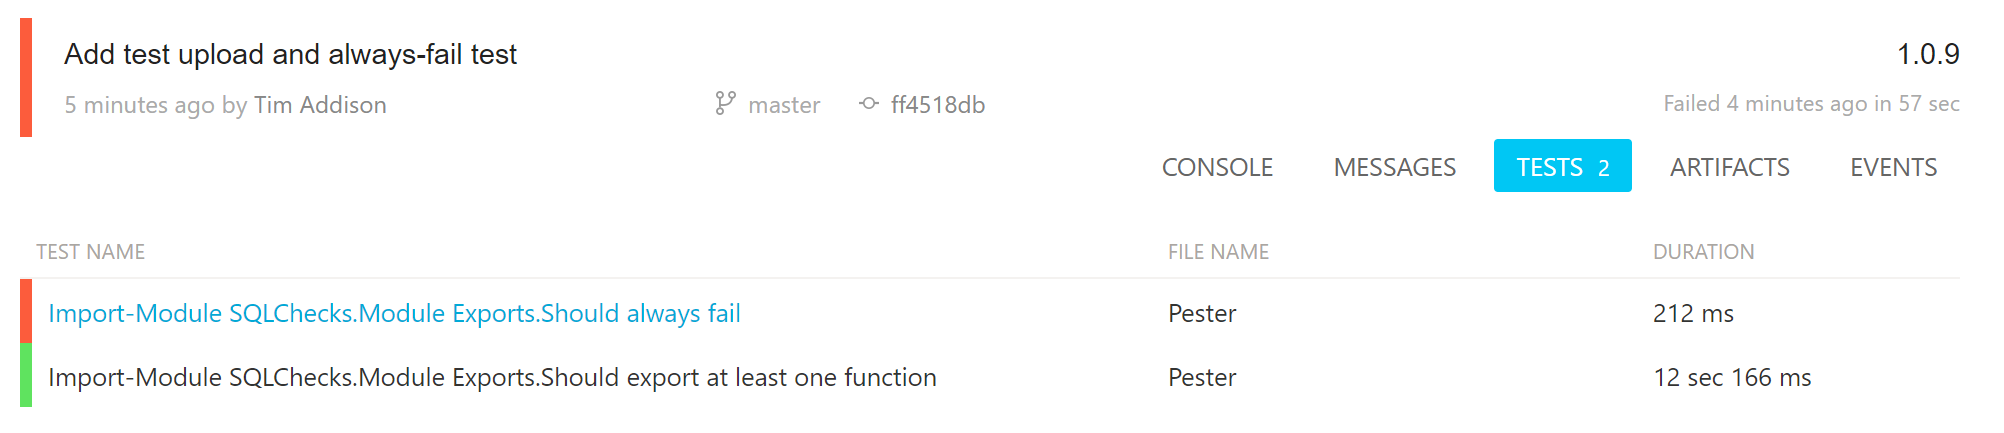 Add test upload and always-fail test 1.0.9
5 minutes ago by Tim Addison master ff4518db Failed 4 minutes ago in 57 sec
CONSOLE MESSAGES TESTS 2 ARTIFACTS EVENTS
TEST NAME FILE NAME DURATION
Import-Module SQLChecks.Module Exports.Should always fail Pester 212 ms
Import-Module SQLChecks.Module Exports.Should export at least one function Pester 12 sec 166 ms